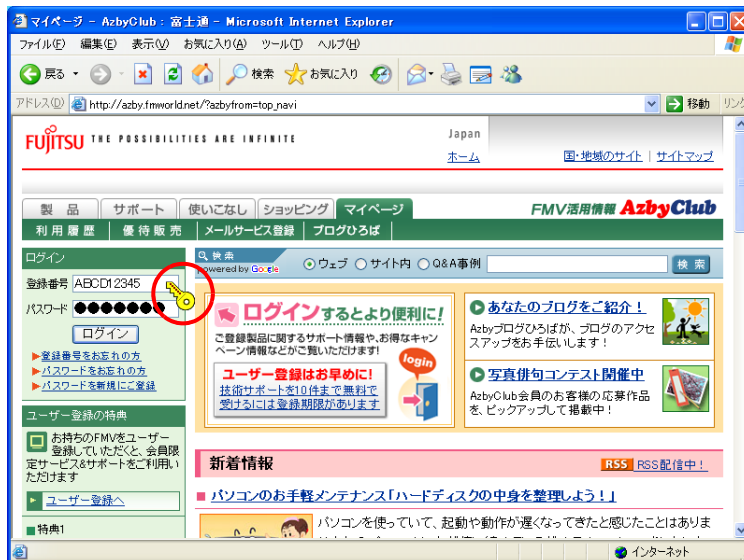 マイページ - AzbyClub : 富士通 - Microsoft Internet Explorer
ファイル(F) 編集(E) 表示(V) お気に入り(A) ツール(T) ヘルプ(H)
戻る 検索 お気に入り
アドレス(D) http://azby.fmworld.net/?azbyfrom=top_navi 移動 リンク
FUJITSU THE POSSIBILITIES ARE INFINITE
Japan
ホーム 国・地域のサイト | サイトマップ
製品 サポート 使いこなし ショッピング マイページ FMV活用情報 AzbyClub
利用履歴 | 優待販売 | メールサービス登録 | ブログひろば |
ログイン
登録番号 ABCD12345
パスワード ●●●●●●●
ログイン
▶登録番号をお忘れの方
▶パスワードをお忘れの方
▶パスワードを新規にご登録
ユーザー登録の特典
お持ちのFMVをユーザー
登録していただくと、会員限
定サービス&サポートをご利用い
ただけます
ユーザー登録へ
■特典1
検索
powered by Google
ウェブ サイト内 Q&A事例 検索
ログインするとより便利に!
ご登録製品に関するサポート情報や、お得なキャン
ペーン情報などがご覧いただけます!
login
ユーザー登録はお早めに!
技術サポートを10件まで無料で
受けるには登録期限があります
あなたのブログをご紹介!
Azbyブログひろばが、ブログのアクセ
スアップをお手伝いします!
写真俳句コンテスト開催中
AzbyClub会員のお客様の応募作品
を、ピックアップして掲載中!
新着情報 RSS RSS配信中!
■ パソコンのお手軽メンテナンス「ハードディスクの中身を整理しよう!」
パソコンを使っていて、起動や動作が遅くなってきたと感じたことはありま
インターネット